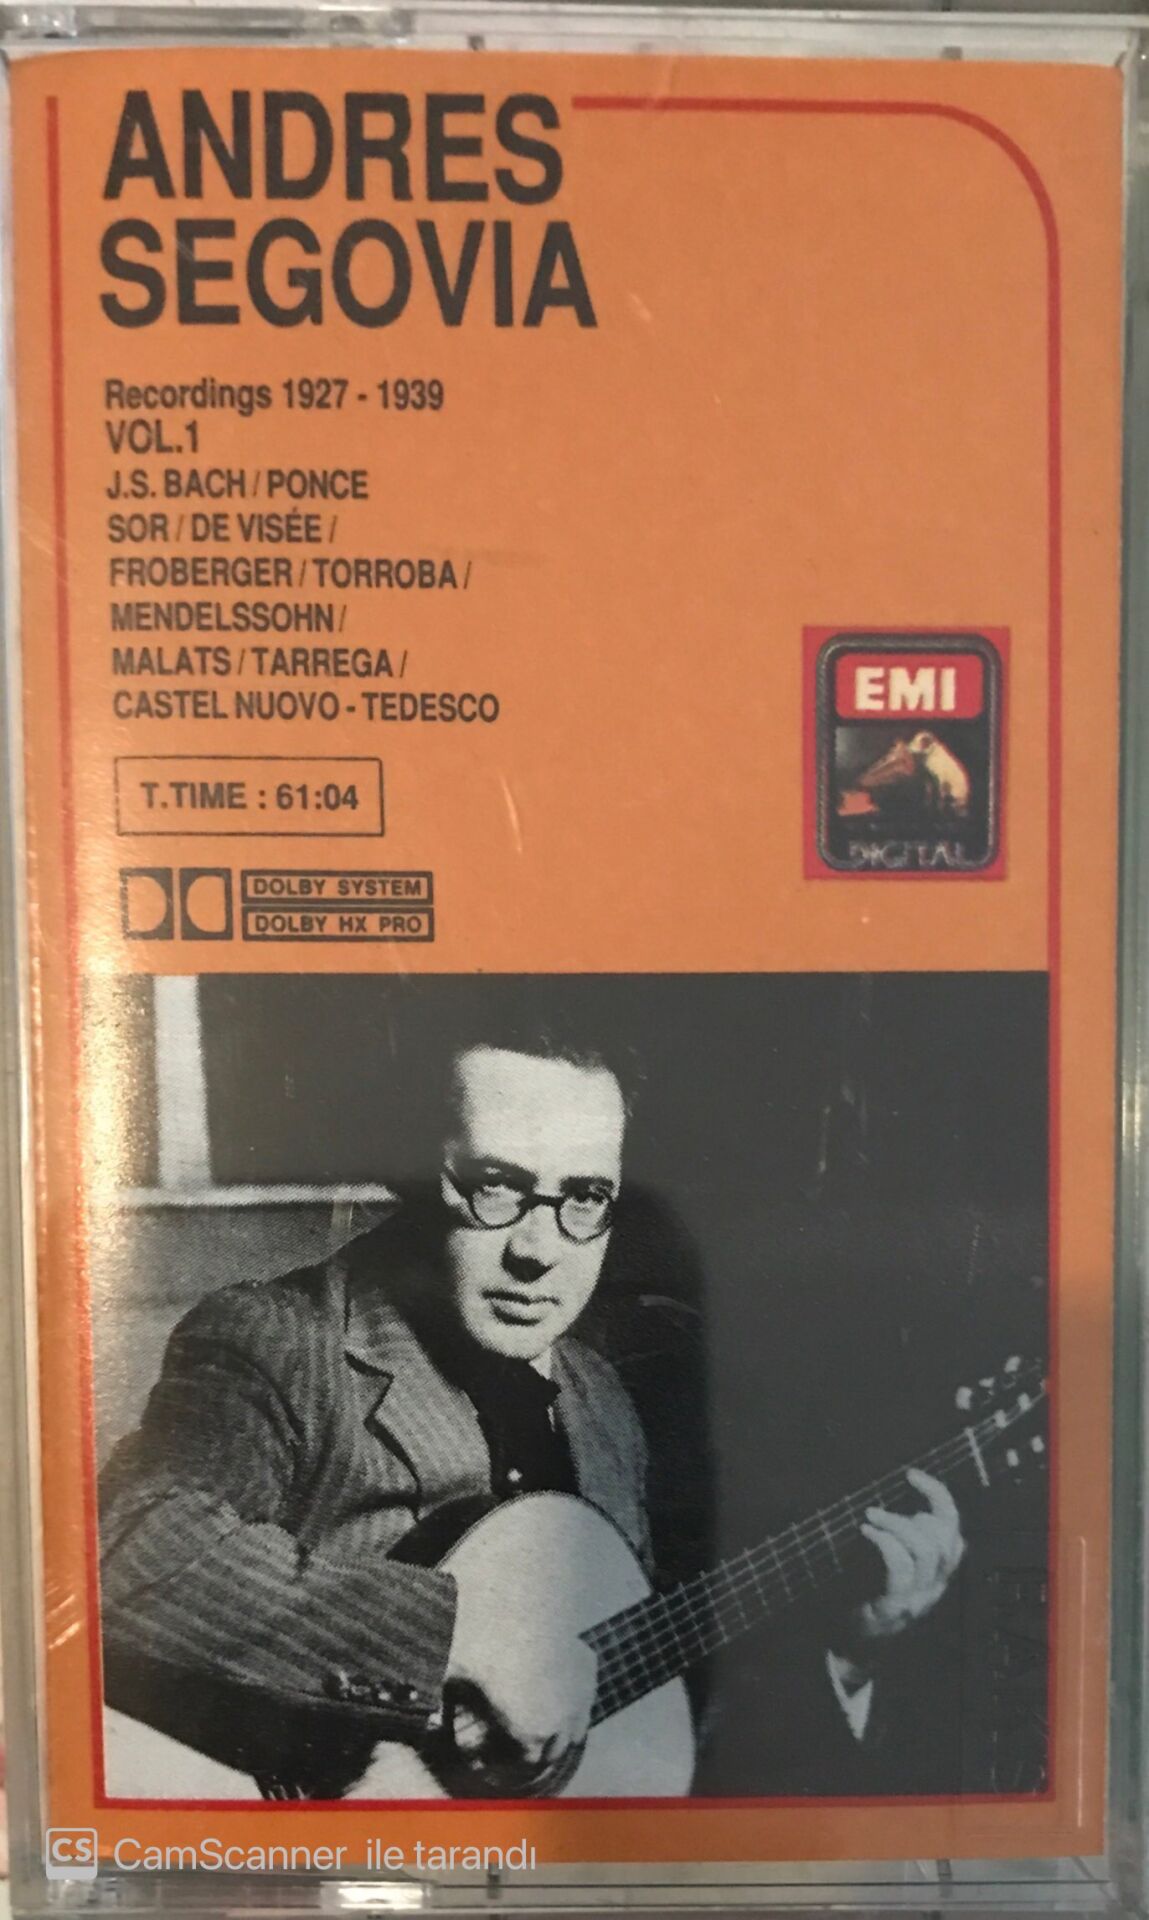 ANDRES
SEGOVIA
Recordings 1927 - 1939
VOL.1
J.S. BACH / PONCE
SOR / DE VISÉE /
FROBERGER / TORROBA /
MENDELSSOHN /
MALATS / TARREGA /
CASTEL NUOVO - TEDESCO
EMI
DIGITAL
T.TIME : 61:04
DOLBY SYSTEM
DOLBY HX PRO
CS CamScanner ile tarandı